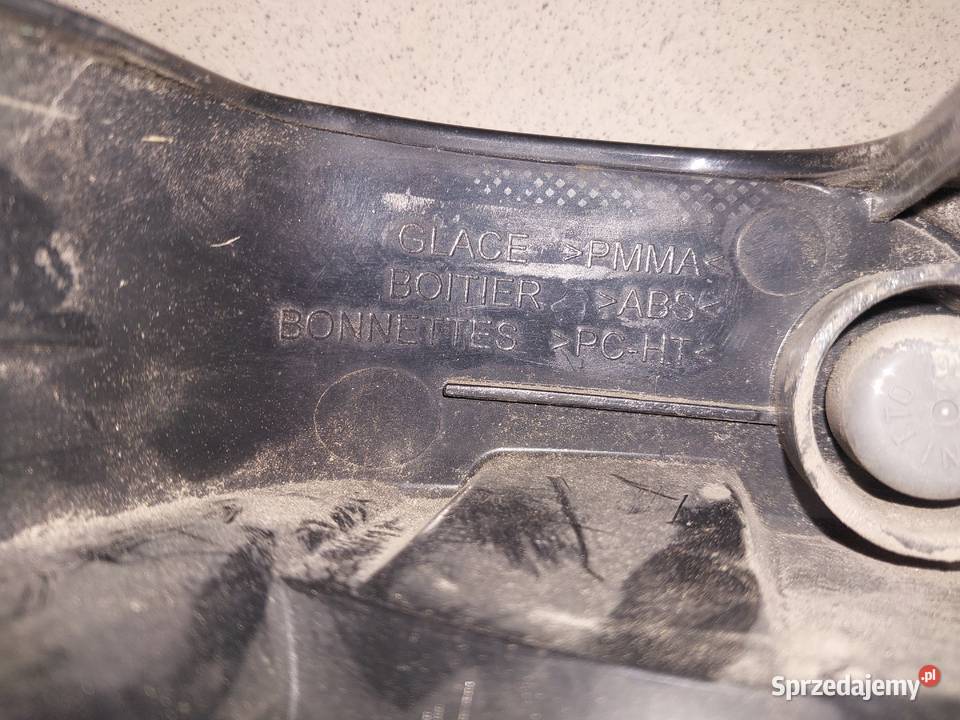 GLACE >PMMA<
BOITIER >ABS<
BONNETTES >PC-HT<
Sprzedajemy.pl